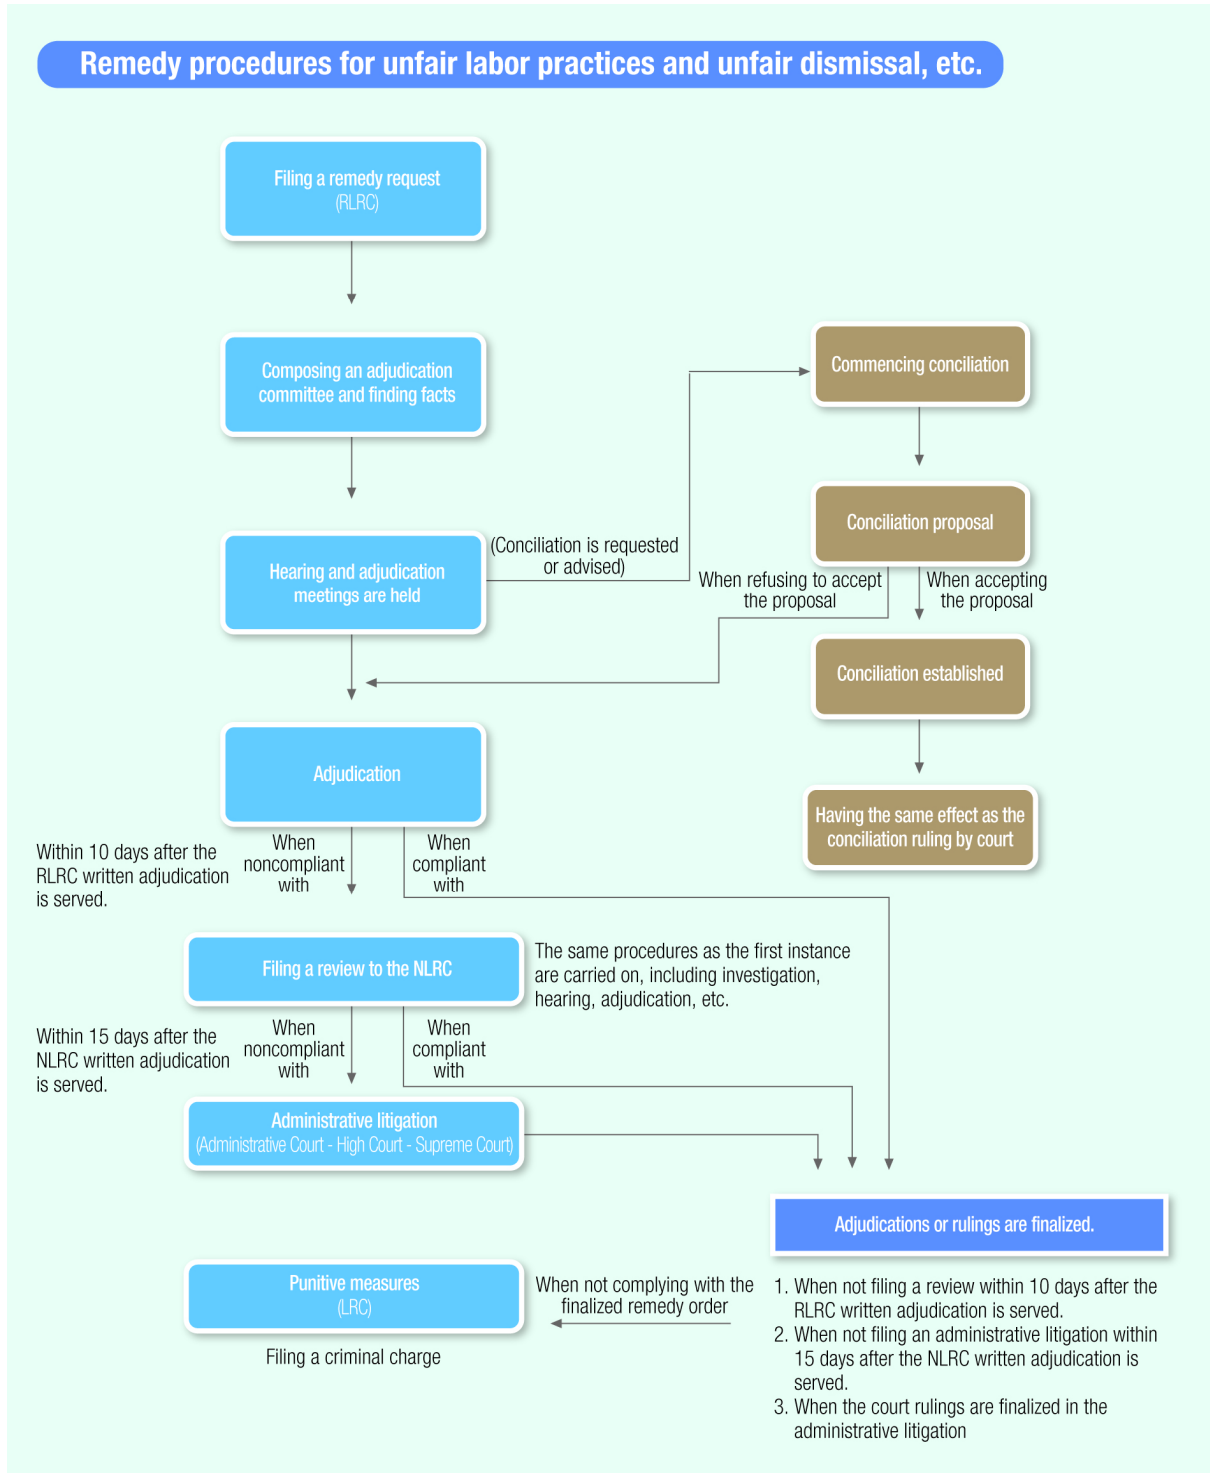 Remedy procedures for unfair labor practices and unfair dismissal, etc.
Filing a remedy request
(RLRC)
Composing an adjudication
committee and finding facts
Hearing and adjudication
meetings are held
(Conciliation is requested
or advised)
Commencing conciliation
Conciliation proposal
When refusing to accept
the proposal
When accepting
the proposal
Conciliation established
Having the same effect as the
conciliation ruling by court
Adjudication
Within 10 days after the
RLRC written adjudication
is served.
When
noncompliant
with
When
compliant
with
Filing a review to the NLRC
The same procedures as the first instance
are carried on, including investigation,
hearing, adjudication, etc.
Within 15 days after the
NLRC written adjudication
is served.
When
noncompliant
with
When
compliant
with
Administrative litigation
(Administrative Court - High Court - Supreme Court)
Adjudications or rulings are finalized.
1. When not filing a review within 10 days after the
RLRC written adjudication is served.
2. When not filing an administrative litigation within
15 days after the NLRC written adjudication is
served.
3. When the court rulings are finalized in the
administrative litigation
When not complying with the
finalized remedy order
Punitive measures
(LRC)
Filing a criminal charge